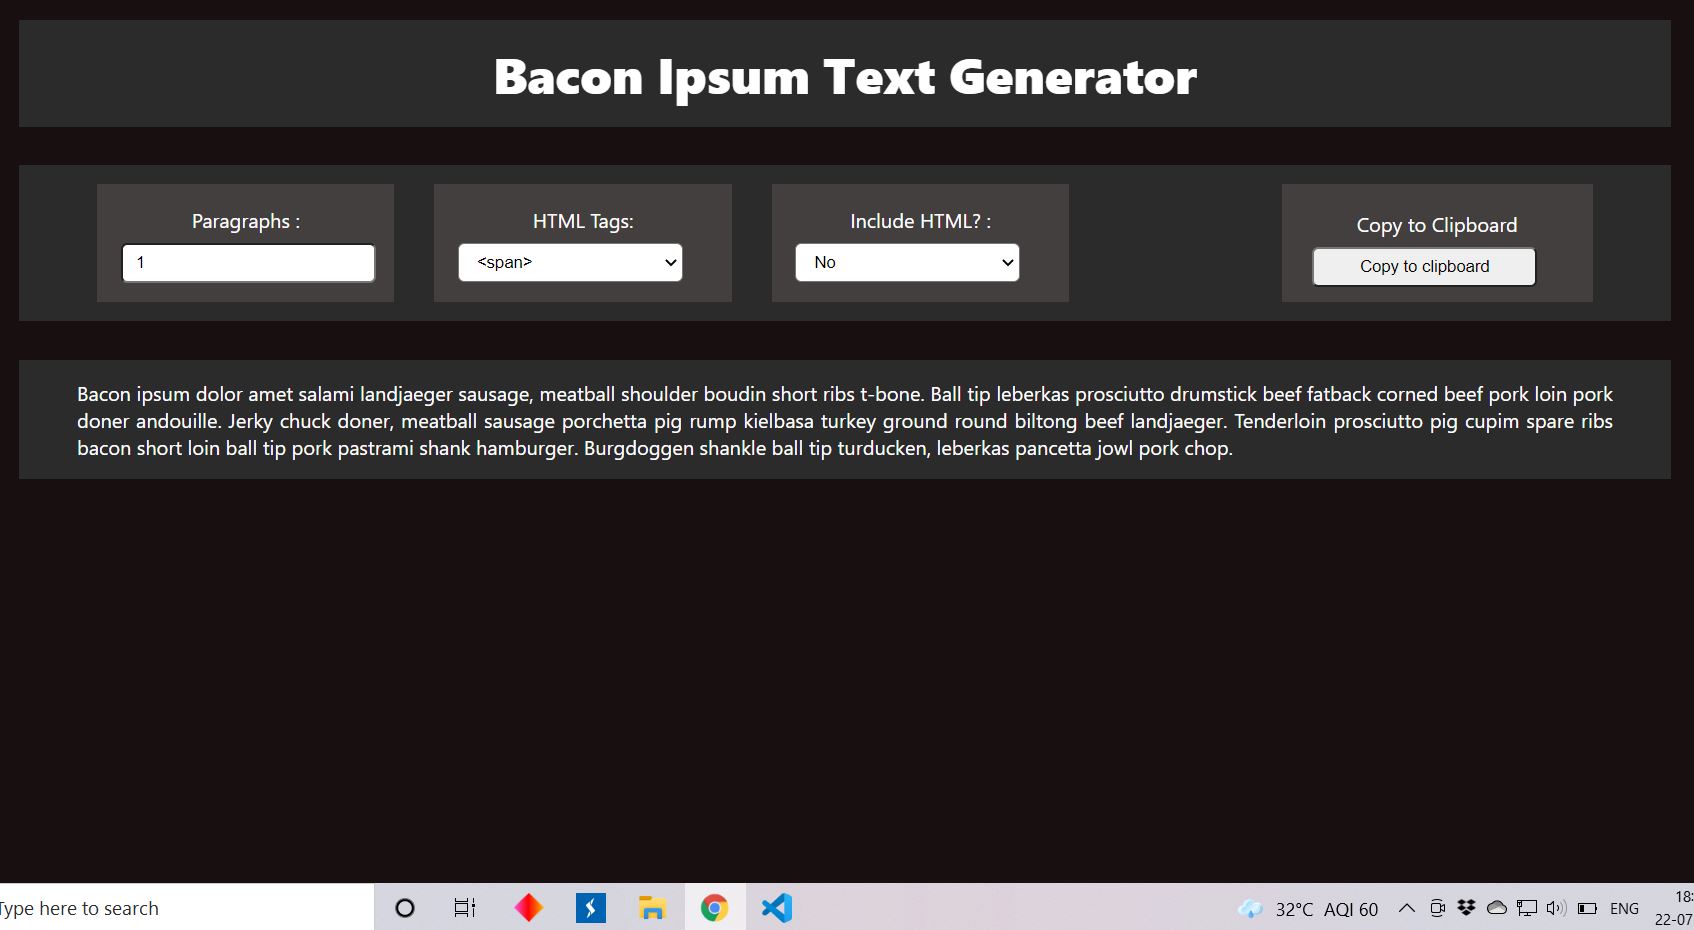 Bacon Ipsum Text Generator
Paragraphs :
HTML Tags:
Include HTML? :
Copy to Clipboard
1
<span>
No
Copy to clipboard
Bacon ipsum dolor amet salami landjaeger sausage, meatball shoulder boudin short ribs t-bone. Ball tip leberkas prosciutto drumstick beef fatback corned beef pork loin pork
doner andouille. Jerky chuck doner, meatball sausage porchetta pig rump kielbasa turkey ground round biltong beef landjaeger. Tenderloin prosciutto pig cupim spare ribs
bacon short loin ball tip pork pastrami shank hamburger. Burgdoggen shankle ball tip turducken, leberkas pancetta jowl pork chop.
Type here to search
32°C AQI 60
ENG
18:
22-07